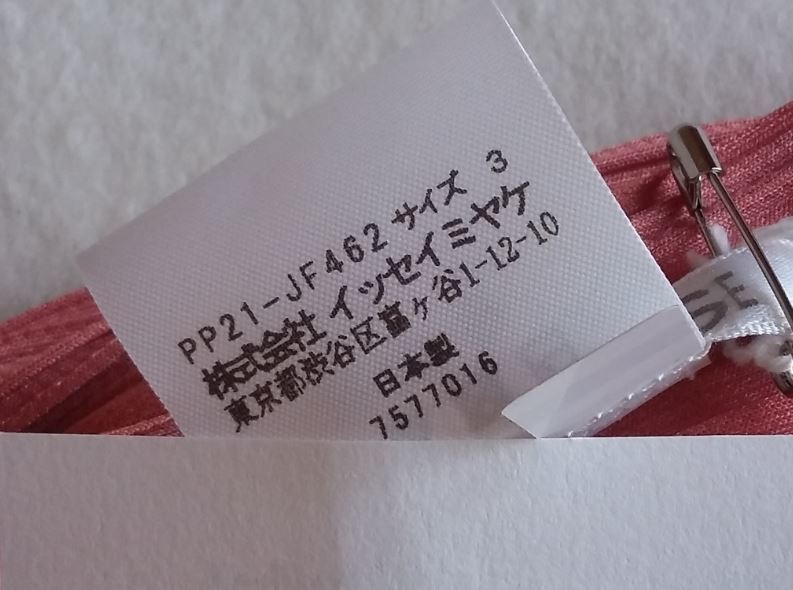 PP21-JF462 サイズ 3
株式会社 イッセイミヤケ
東京都渋谷区富ヶ谷1-12-10
日本製
7577016
SE